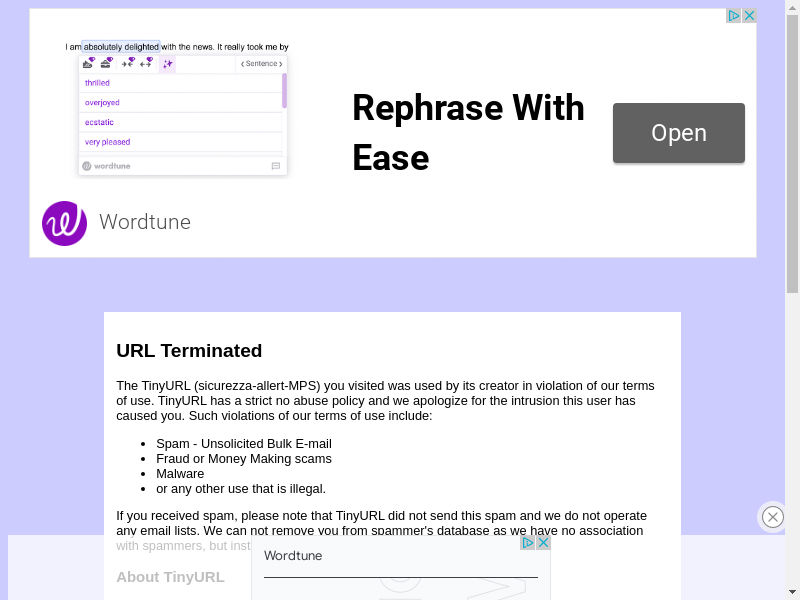 I am absolutely delighted with the news. It really took me by
Sentence
thrilled
overjoyed
ecstatic
very pleased
wordtune
Rephrase With
Ease
Open
Wordtune
URL Terminated
The TinyURL (sicurezza-allert-MPS) you visited was used by its creator in violation of our terms
of use. TinyURL has a strict no abuse policy and we apologize for the intrusion this user has
caused you. Such violations of our terms of use include:
• Spam - Unsolicited Bulk E-mail
• Fraud or Money Making scams
• Malware
• or any other use that is illegal.
If you received spam, please note that TinyURL did not send this spam and we do not operate
any email lists. We can not remove you from spammer's database as we have no association
with spammers, but inst
Wordtune
About TinyURL